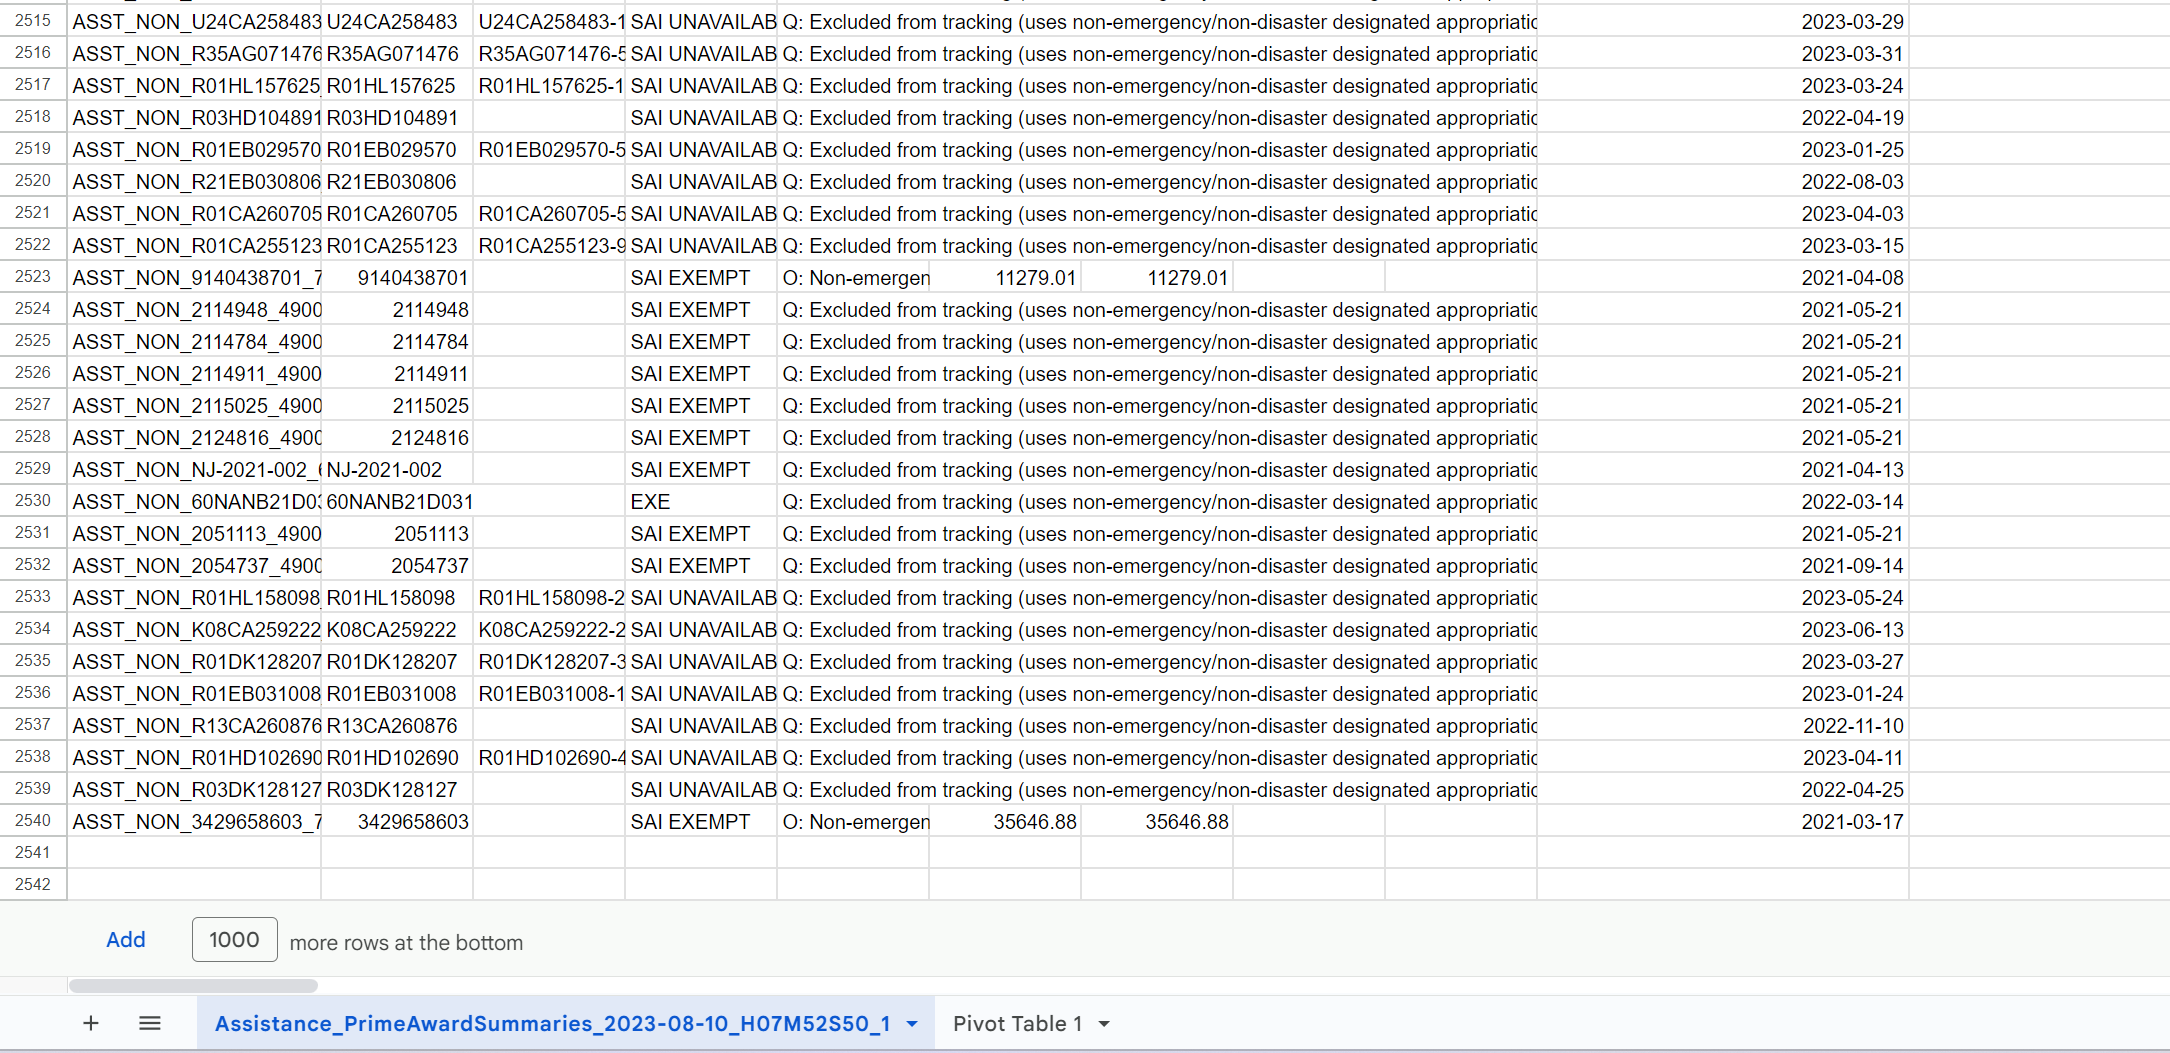 2515 ASST_NON_U24CA258483 U24CA258483 U24CA258483-1 SAI UNAVAILAB Q: Excluded from tracking (uses non-emergency/non-disaster designated appropriatic 2023-03-29
2516 ASST_NON_R35AG071476 R35AG071476 R35AG071476-5 SAI UNAVAILAB Q: Excluded from tracking (uses non-emergency/non-disaster designated appropriatic 2023-03-31
2517 ASST_NON_R01HL157625_ R01HL157625 R01HL157625-1 SAI UNAVAILAB Q: Excluded from tracking (uses non-emergency/non-disaster designated appropriatic 2023-03-24
2518 ASST_NON_R03HD104891 R03HD104891 SAI UNAVAILAB Q: Excluded from tracking (uses non-emergency/non-disaster designated appropriatic 2022-04-19
2519 ASST_NON_R01EB029570 R01EB029570 R01EB029570-5 SAI UNAVAILAB Q: Excluded from tracking (uses non-emergency/non-disaster designated appropriatic 2023-01-25
2520 ASST_NON_R21EB030806 R21EB030806 SAI UNAVAILAB Q: Excluded from tracking (uses non-emergency/non-disaster designated appropriatic 2022-08-03
2521 ASST_NON_R01CA260705 R01CA260705 R01CA260705-5 SAI UNAVAILAB Q: Excluded from tracking (uses non-emergency/non-disaster designated appropriatic 2023-04-03
2522 ASST_NON_R01CA255123 R01CA255123 R01CA255123-9 SAI UNAVAILAB Q: Excluded from tracking (uses non-emergency/non-disaster designated appropriatic 2023-03-15
2523 ASST_NON_9140438701_7 9140438701 SAI EXEMPT O: Non-emergen 11279.01 11279.01 2021-04-08
2524 ASST_NON_2114948_4900 2114948 SAI EXEMPT Q: Excluded from tracking (uses non-emergency/non-disaster designated appropriatic 2021-05-21
2525 ASST_NON_2114784_4900 2114784 SAI EXEMPT Q: Excluded from tracking (uses non-emergency/non-disaster designated appropriatic 2021-05-21
2526 ASST_NON_2114911_4900 2114911 SAI EXEMPT Q: Excluded from tracking (uses non-emergency/non-disaster designated appropriatic 2021-05-21
2527 ASST_NON_2115025_4900 2115025 SAI EXEMPT Q: Excluded from tracking (uses non-emergency/non-disaster designated appropriatic 2021-05-21
2528 ASST_NON_2124816_4900 2124816 SAI EXEMPT Q: Excluded from tracking (uses non-emergency/non-disaster designated appropriatic 2021-05-21
2529 ASST_NON_NJ-2021-002_ NJ-2021-002 SAI EXEMPT Q: Excluded from tracking (uses non-emergency/non-disaster designated appropriatic 2021-04-13
2530 ASST_NON_60NANB21D03 60NANB21D031 EXE Q: Excluded from tracking (uses non-emergency/non-disaster designated appropriatic 2022-03-14
2531 ASST_NON_2051113_4900 2051113 SAI EXEMPT Q: Excluded from tracking (uses non-emergency/non-disaster designated appropriatic 2021-05-21
2532 ASST_NON_2054737_4900 2054737 SAI EXEMPT Q: Excluded from tracking (uses non-emergency/non-disaster designated appropriatic 2021-09-14
2533 ASST_NON_R01HL158098_ R01HL158098 R01HL158098-2 SAI UNAVAILAB Q: Excluded from tracking (uses non-emergency/non-disaster designated appropriatic 2023-05-24
2534 ASST_NON_K08CA259222 K08CA259222 K08CA259222-2 SAI UNAVAILAB Q: Excluded from tracking (uses non-emergency/non-disaster designated appropriatic 2023-06-13
2535 ASST_NON_R01DK128207 R01DK128207 R01DK128207-3 SAI UNAVAILAB Q: Excluded from tracking (uses non-emergency/non-disaster designated appropriatic 2023-03-27
2536 ASST_NON_R01EB031008 R01EB031008 R01EB031008-1 SAI UNAVAILAB Q: Excluded from tracking (uses non-emergency/non-disaster designated appropriatic 2023-01-24
2537 ASST_NON_R13CA260876 R13CA260876 SAI UNAVAILAB Q: Excluded from tracking (uses non-emergency/non-disaster designated appropriatic 2022-11-10
2538 ASST_NON_R01HD102690 R01HD102690 R01HD102690-4 SAI UNAVAILAB Q: Excluded from tracking (uses non-emergency/non-disaster designated appropriatic 2023-04-11
2539 ASST_NON_R03DK128127 R03DK128127 SAI UNAVAILAB Q: Excluded from tracking (uses non-emergency/non-disaster designated appropriatic 2022-04-25
2540 ASST_NON_3429658603_7 3429658603 SAI EXEMPT O: Non-emergen 35646.88 35646.88 2021-03-17
2541
2542
Add 1000 more rows at the bottom
Assistance_PrimeAwardSummaries_2023-08-10_H07M52S50_1 Pivot Table 1